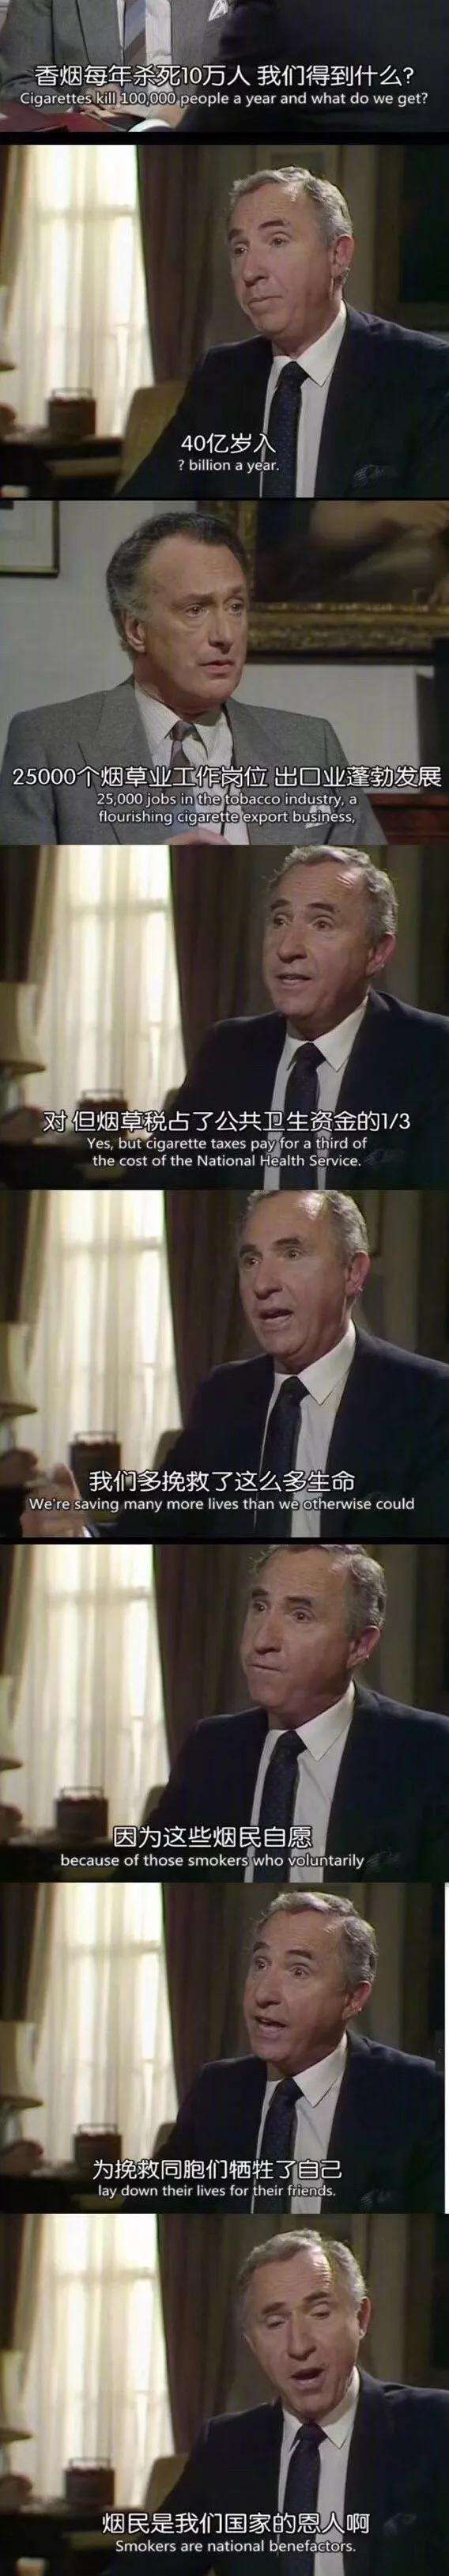 香烟每年杀死10万人 我们得到什么?
Cigarettes kill 100,000 people a year and what do we get?
40亿岁入
? billion a year.
25000个烟草业工作岗位 出口业蓬勃发展
25,000 jobs in the tobacco industry, a
flourishing cigarette export business,
对 但烟草税占了公共卫生资金的1/3
Yes, but cigarette taxes pay for a third of
the cost of the National Health Service.
我们多挽救了这么多生命
We're saving many more lives than we otherwise could
因为这些烟民自愿
because of those smokers who voluntarily
为挽救同胞们牺牲了自己
lay down their lives for their friends.
烟民是我们国家的恩人啊
Smokers are national benefactors.